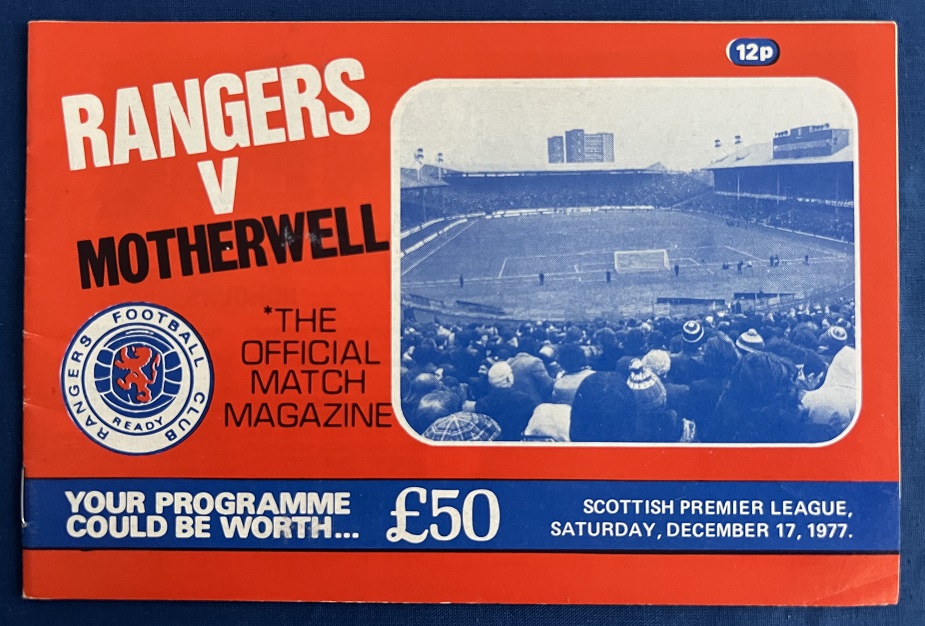 12p
RANGERS
V
MOTHERWELL
*THE
OFFICIAL
MATCH
MAGAZINE
RANGERS FOOTBALL CLUB
READY
YOUR PROGRAMME
COULD BE WORTH...
£50
SCOTTISH PREMIER LEAGUE,
SATURDAY, DECEMBER 17, 1977.